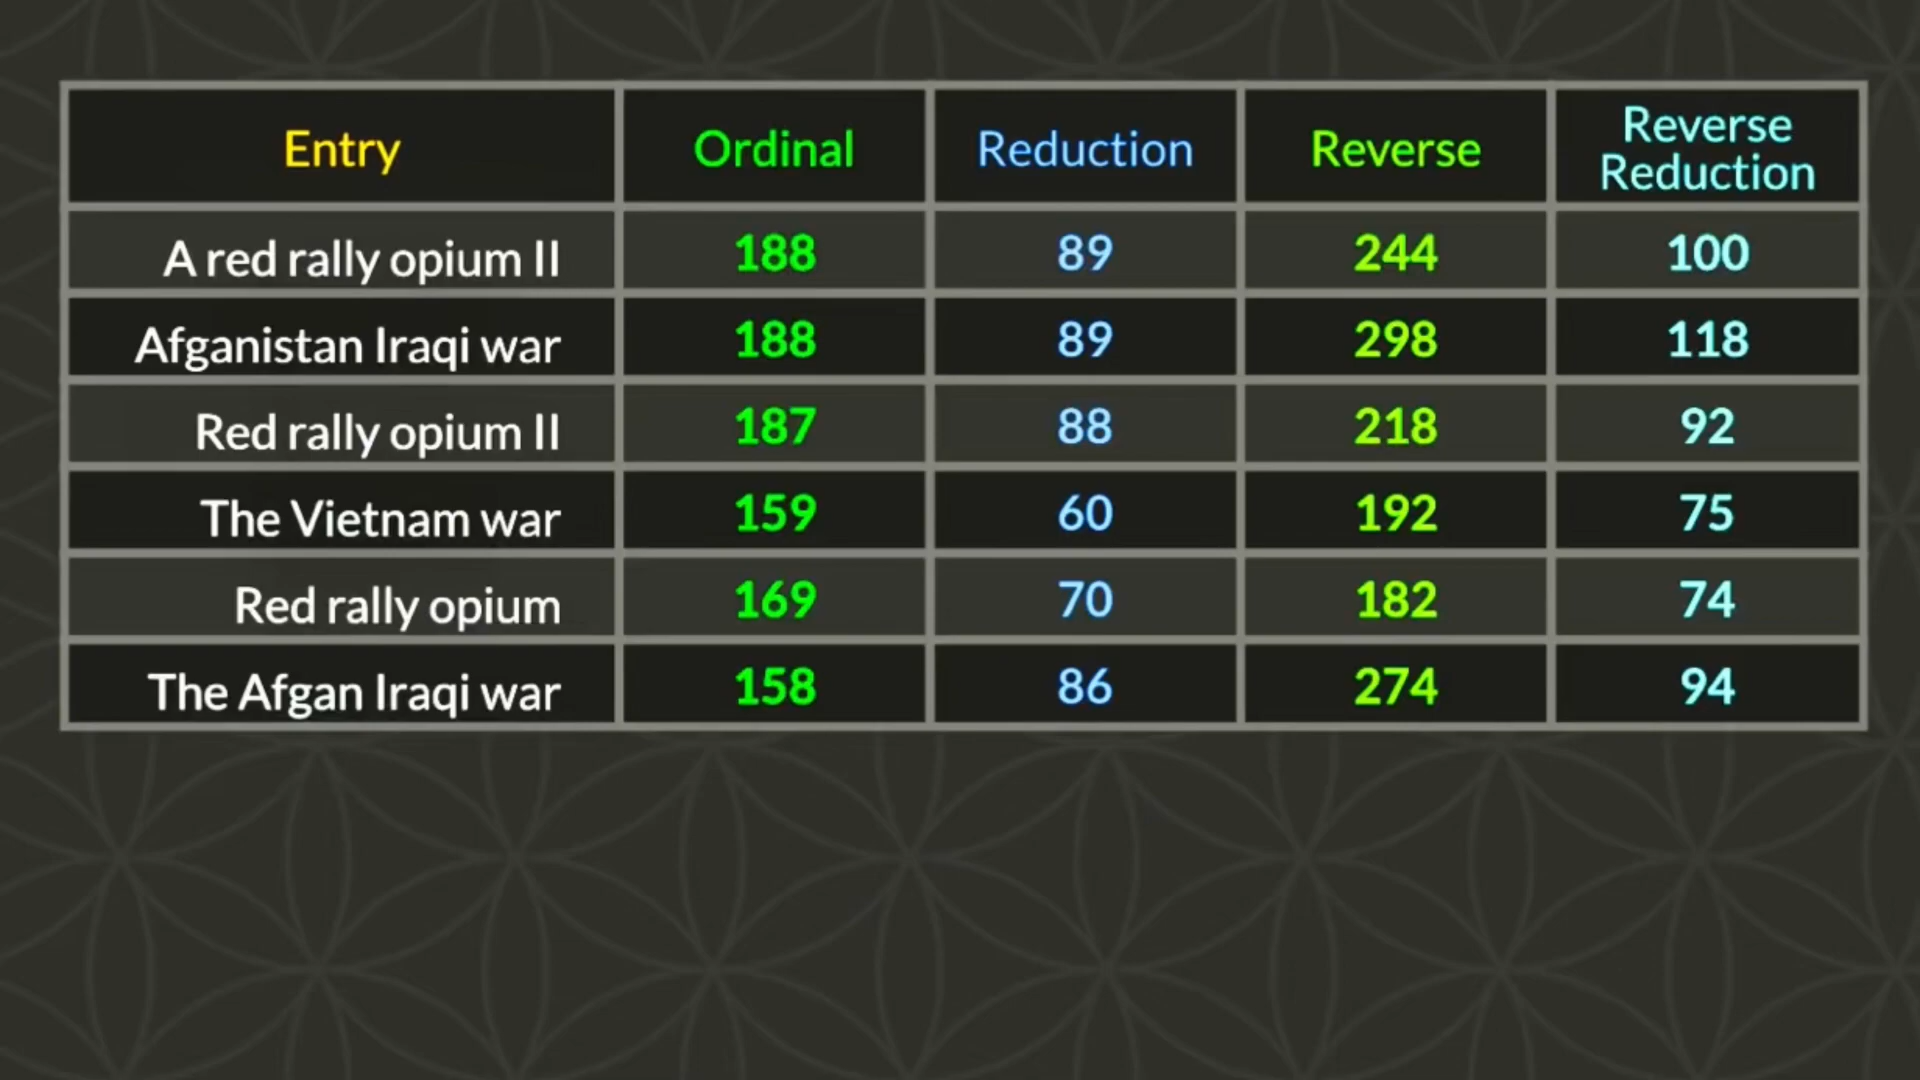 Entry Ordinal Reduction Reverse Reverse Reduction
A red rally opium II 188 89 244 100
Afganistan Iraqi war 188 89 298 118
Red rally opium II 187 88 218 92
The Vietnam war 159 60 192 75
Red rally opium 169 70 182 74
The Afgan Iraqi war 158 86 274 94